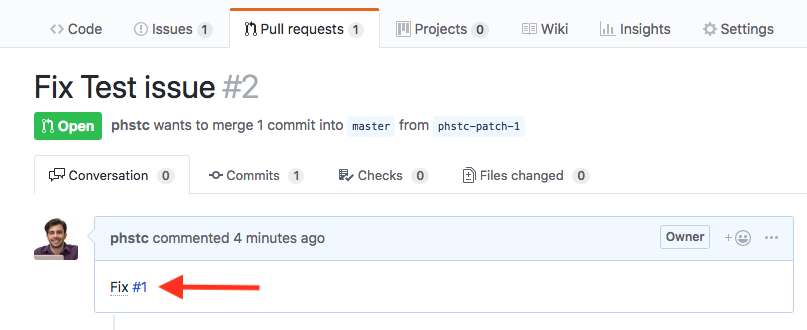 Code Issues 1 Pull requests 1 Projects 0 Wiki Insights Settings
Fix Test issue #2
Open phstc wants to merge 1 commit into master from phstc-patch-1
Conversation 0 Commits 1 Checks 0 Files changed 0
phstc commented 4 minutes ago Owner
Fix #1